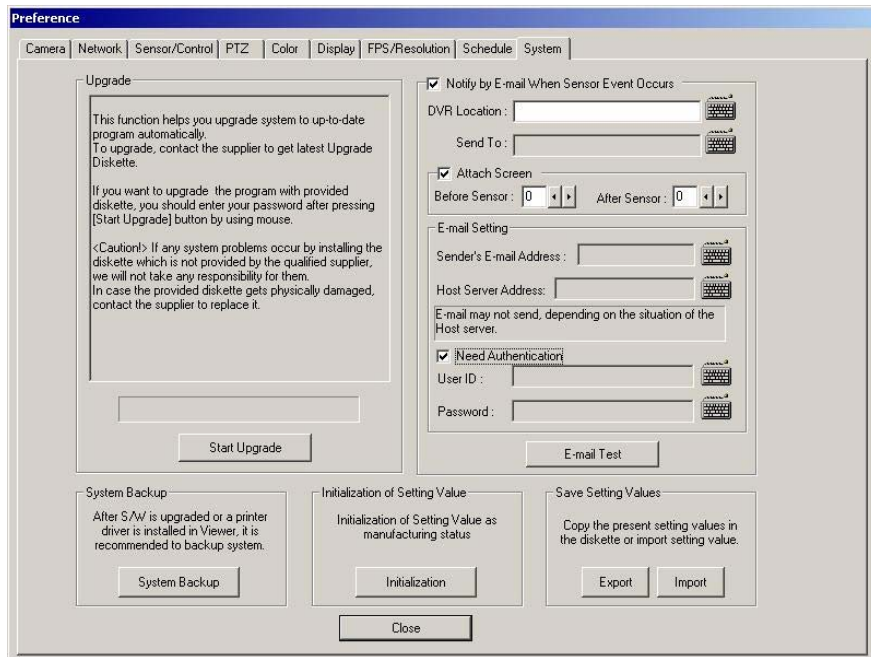 Preference
Camera Network Sensor/Control PTZ Color Display FPS/Resolution Schedule System
Upgrade
This function helps you upgrade system to up-to-date
program automatically.
To upgrade, contact the supplier to get latest Upgrade
Diskette.
If you want to upgrade the program with provided
diskette, you should enter your password after pressing
[Start Upgrade] button by using mouse.
<Caution!> If any system problems occur by installing the
diskette which is not provided by the qualified supplier,
we will not take any responsibility for them.
In case the provided diskette gets physically damaged,
contact the supplier to replace it.
Start Upgrade
Notify by E-mail When Sensor Event Occurs
DVR Location :
Send To :
Attach Screen
Before Sensor : 0 After Sensor : 0
E-mail Setting
Sender's E-mail Address :
Host Server Address:
E-mail may not send, depending on the situation of the
Host server.
Need Authentication
User ID :
Password :
E-mail Test
System Backup
After S/W is upgraded or a printer
driver is installed in Viewer, it is
recommended to backup system.
System Backup
Initialization of Setting Value
Initialization of Setting Value as
manufacturing status
Initialization
Save Setting Values
Copy the present setting values in
the diskette or import setting value.
Export Import
Close